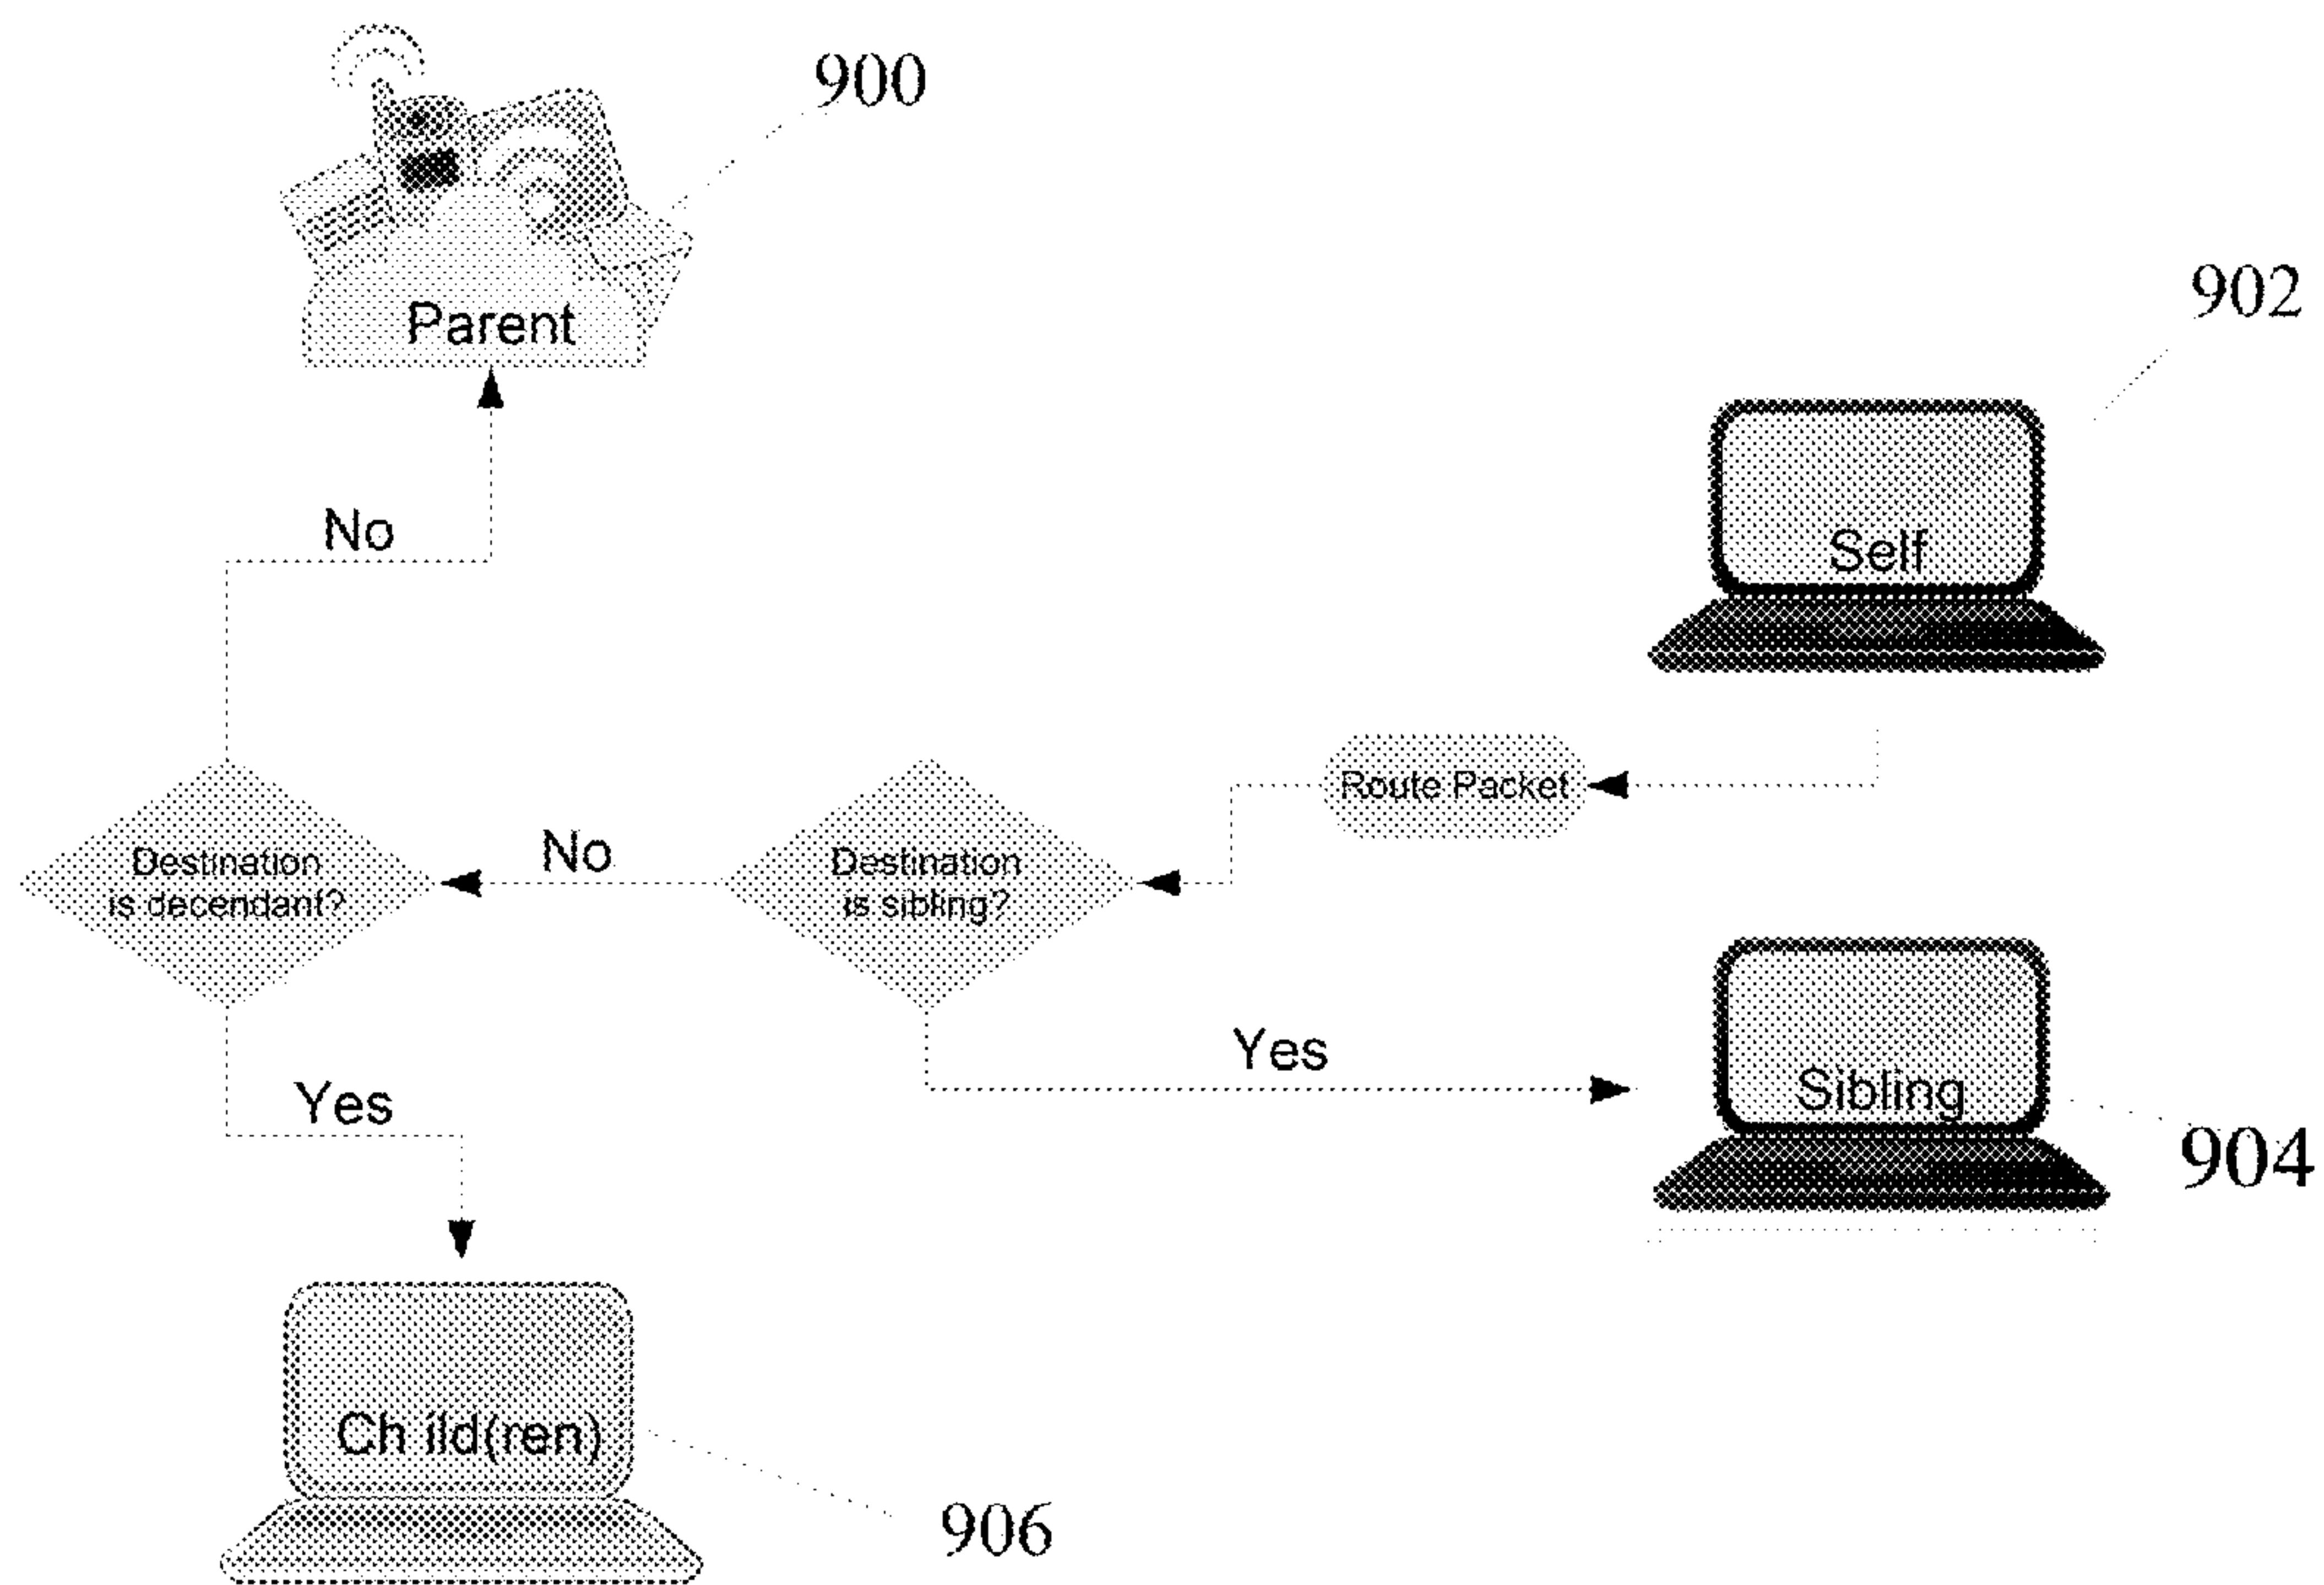 900
Parent
902
Self
No
Route Packet
Destination
is decendant?
No
Destination
is sibling?
Yes
Sibling
904
Yes
Ch ild(ren)
906